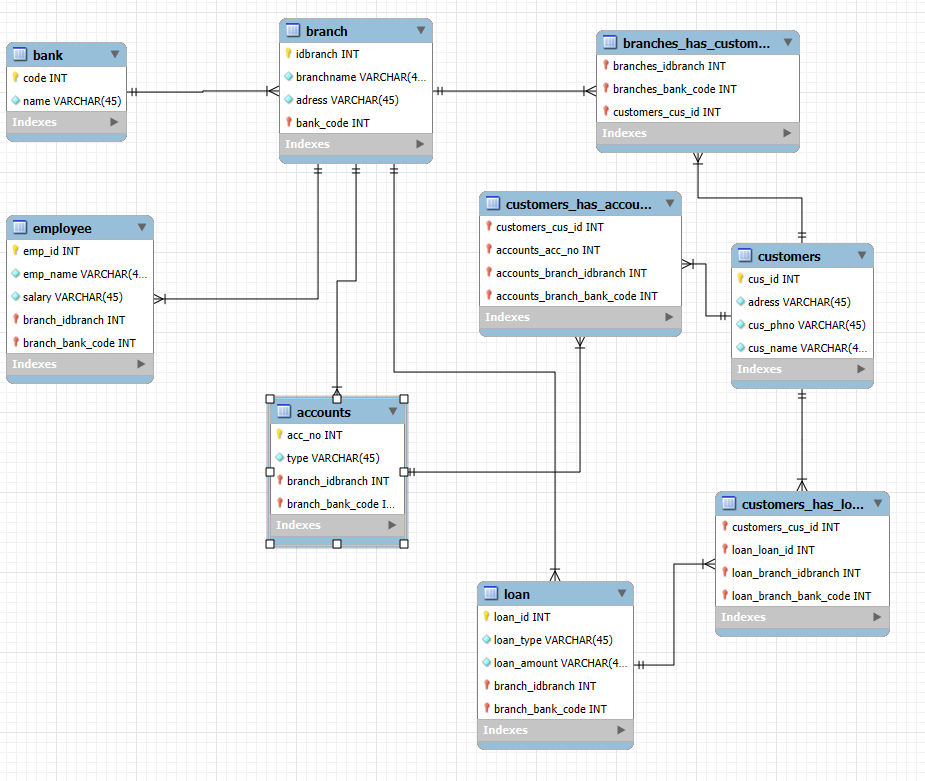 bank
code INT
name VARCHAR(45)
Indexes
branch
idbranch INT
branchname VARCHAR(4...
adress VARCHAR(45)
bank_code INT
Indexes
branches_has_custom...
branches_idbranch INT
branches_bank_code INT
customers_cus_id INT
Indexes
employee
emp_id INT
emp_name VARCHAR(4...
salary VARCHAR(45)
branch_idbranch INT
branch_bank_code INT
Indexes
customers_has_accou...
customers_cus_id INT
accounts_acc_no INT
accounts_branch_idbranch INT
accounts_branch_bank_code INT
Indexes
customers
cus_id INT
adress VARCHAR(45)
cus_phno VARCHAR(45)
cus_name VARCHAR(4...
Indexes
accounts
acc_no INT
type VARCHAR(45)
branch_idbranch INT
branch_bank_code I...
Indexes
customers_has_lo...
customers_cus_id INT
loan_loan_id INT
loan_branch_idbranch INT
loan_branch_bank_code INT
Indexes
loan
loan_id INT
loan_type VARCHAR(45)
loan_amount VARCHAR(4...
branch_idbranch INT
branch_bank_code INT
Indexes